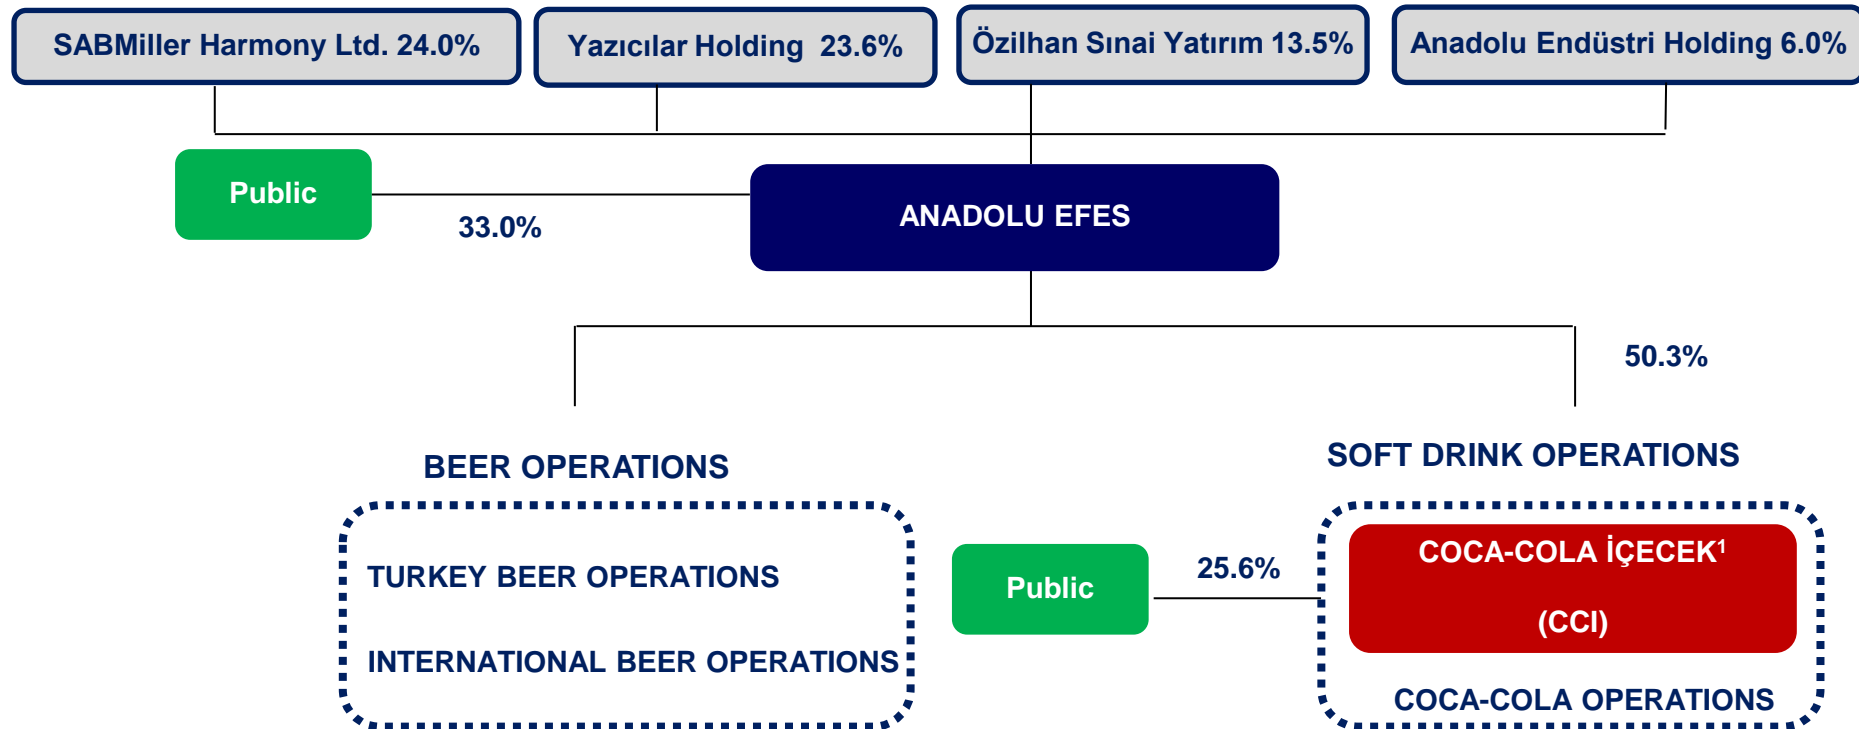 SABMiller Harmony Ltd. 24.0%
Yazıcılar Holding 23.6%
Özilhan Sınai Yatırım 13.5%
Anadolu Endüstri Holding 6.0%
Public
33.0%
ANADOLU EFES
50.3%
BEER OPERATIONS
TURKEY BEER OPERATIONS
INTERNATIONAL BEER OPERATIONS
SOFT DRINK OPERATIONS
Public
25.6%
COCA-COLA İÇECEK¹
(CCI)
COCA-COLA OPERATIONS